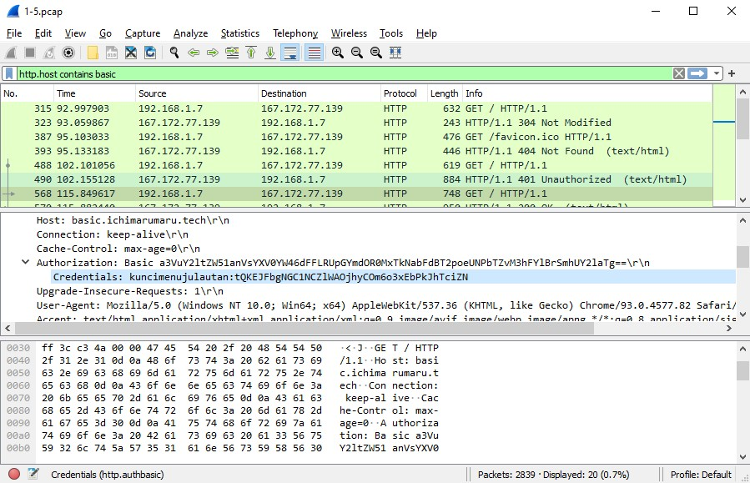 1-5.pcap
File Edit View Go Capture Analyze Statistics Telephony Wireless Tools Help
http.host contains basic
No. Time Source Destination Protocol Length Info
315 92.997903 192.168.1.7 167.172.77.139 HTTP 632 GET / HTTP/1.1
323 93.059867 167.172.77.139 192.168.1.7 HTTP 243 HTTP/1.1 304 Not Modified
387 95.103033 192.168.1.7 167.172.77.139 HTTP 476 GET /favicon.ico HTTP/1.1
393 95.133183 167.172.77.139 192.168.1.7 HTTP 446 HTTP/1.1 404 Not Found (text/html)
488 102.101056 192.168.1.7 167.172.77.139 HTTP 619 GET / HTTP/1.1
490 102.155128 167.172.77.139 192.168.1.7 HTTP 884 HTTP/1.1 401 Unauthorized (text/html)
568 115.849617 192.168.1.7 167.172.77.139 HTTP 748 GET / HTTP/1.1
570 115.882440 167.172.77.139 192.168.1.7 HTTP 950 HTTP/1.1 200 OK (text/html)
Host: basic.ichimarumaru.tech\r\n
Connection: keep-alive\r\n
Cache-Control: max-age=0\r\n
Authorization: Basic a3VuY2ltZW51anVsYXV0YW46dFFLRUpGYmdOR0MxTkNabFdBT2poeUNPbTZvM3hFYlBrSmhUY2laTg==\r\n
Credentials: kuncimenujulautan:tQKEJFbgNGC1NCZlWAOjhyCOm6o3xEbPkJhTciZN
Upgrade-Insecure-Requests: 1\r\n
User-Agent: Mozilla/5.0 (Windows NT 10.0; Win64; x64) AppleWebKit/537.36 (KHTML, like Gecko) Chrome/93.0.4577.82 Safari/
Accept: text/html,application/xhtml+xml,application/xml;q=0.9,image/avif,image/webp,image/apng,*/*;q=0.8,application/sig
0030 ff 3c c3 4a 00 00 47 45 54 20 2f 20 48 54 54 50 ·<·J··GE T / HTTP
0040 2f 31 2e 31 0d 0a 48 6f 73 74 3a 20 62 61 73 69 /1.1··Ho st: basi
0050 63 2e 69 63 68 69 6d 61 72 75 6d 61 72 75 2e 74 c.ichima rumaru.t
0060 65 63 68 0d 0a 43 6f 6e 6e 65 63 74 69 6f 6e 3a ech··Con nection:
0070 20 6b 65 65 70 2d 61 6c 69 76 65 0d 0a 43 61 63 keep-al ive··Cac
0080 68 65 2d 43 6f 6e 74 72 6f 6c 3a 20 6d 61 78 2d he-Contr ol: max-
0090 61 67 65 3d 30 0d 0a 41 75 74 68 6f 72 69 7a 61 age=0··A uthoriza
00a0 74 69 6f 6e 3a 20 42 61 73 69 63 20 61 33 56 75 tion: Ba sic a3Vu
00b0 59 32 6c 74 5a 57 35 31 61 6e 56 73 59 58 56 30 Y2ltZW51 anVsYXV0
Credentials (http.authbasic)
Packets: 2839 · Displayed: 20 (0.7%)
Profile: Default